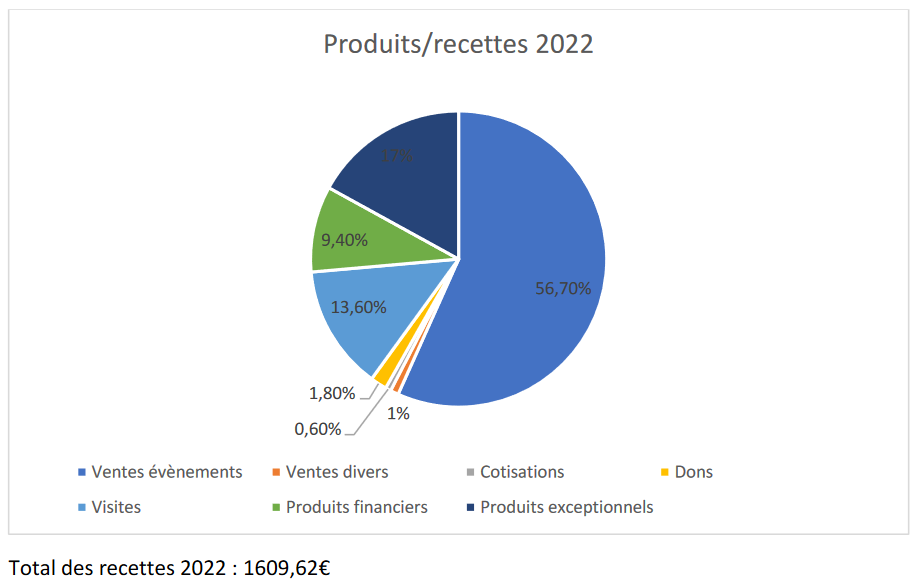 Produits/recettes 2022
17%
9,40%
56,70%
13,60%
1,80%
1%
0,60%
Ventes évènements Ventes divers Cotisations Dons
Visites Produits financiers Produits exceptionnels
Total des recettes 2022 : 1609,62€